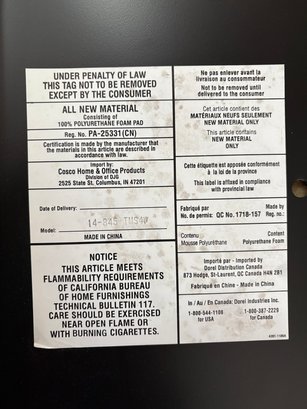 UNDER PENALTY OF LAW
THIS TAG NOT TO BE REMOVED
EXCEPT BY THE CONSUMER
ALL NEW MATERIAL
Consisting of
100% POLYURETHANE FOAM PAD
Reg. No. PA-25331(CN)
Certification is made by the manufacturer that
the materials in this article are described in
accordance with law.
Import by:
Cosco Home & Office Products
Division of DJG
2525 State St. Columbus, IN 47201
Date of Delivery:
Model:
MADE IN CHINA
NOTICE
THIS ARTICLE MEETS
FLAMMABILITY REQUIREMENTS
OF CALIFORNIA BUREAU
OF HOME FURNISHINGS
TECHNICAL BULLETIN 117.
CARE SHOULD BE EXERCISED
NEAR OPEN FLAME OR
WITH BURNING CIGARETTES.
Ne pas enlever avant la
livraison au consommateur
Not to be removed until
delivered to the consumer
Cet article contient des
MATÉRIAUX NEUFS SEULEMENT
NEW MATERIAL ONLY
This article contains
NEW MATERIAL
ONLY
Cette étiquette est apposée conformément
à la loi de la province
This label is affixed in compliance
with provincial law
Fabriqué par Made by
No. de permis: QC No. 1718-157 Reg. no.:
Contenu Content
Mousse Polyuréthane Polyurethane Foam
Importé par - Imported by
Dorel Distribution Canada
873 Hodge, St-Laurent, QC Canada H4N 2B1
Fabriqué en Chine - Made in China
In / Au / En Canada: Dorel Industries Inc.
1-800-544-1108 1-800-387-2229
for USA for Canada